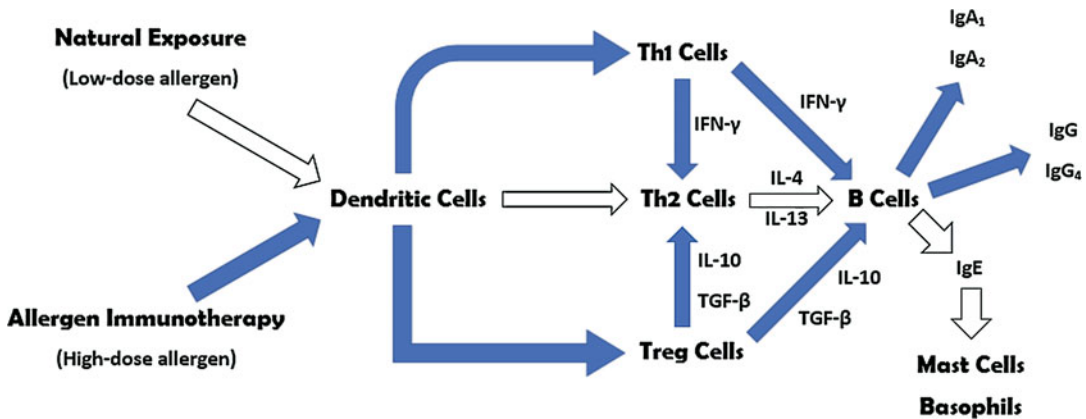 Natural Exposure
(Low-dose allergen)
Allergen Immunotherapy
(High-dose allergen)
Dendritic Cells
Th1 Cells
IFN-γ
IFN-γ
Th2 Cells
IL-4
IL-13
B Cells
IL-10
TGF-β
IL-10
TGF-β
Treg Cells
IgA₁
IgA₂
IgG
IgG₄
IgE
Mast Cells
Basophils